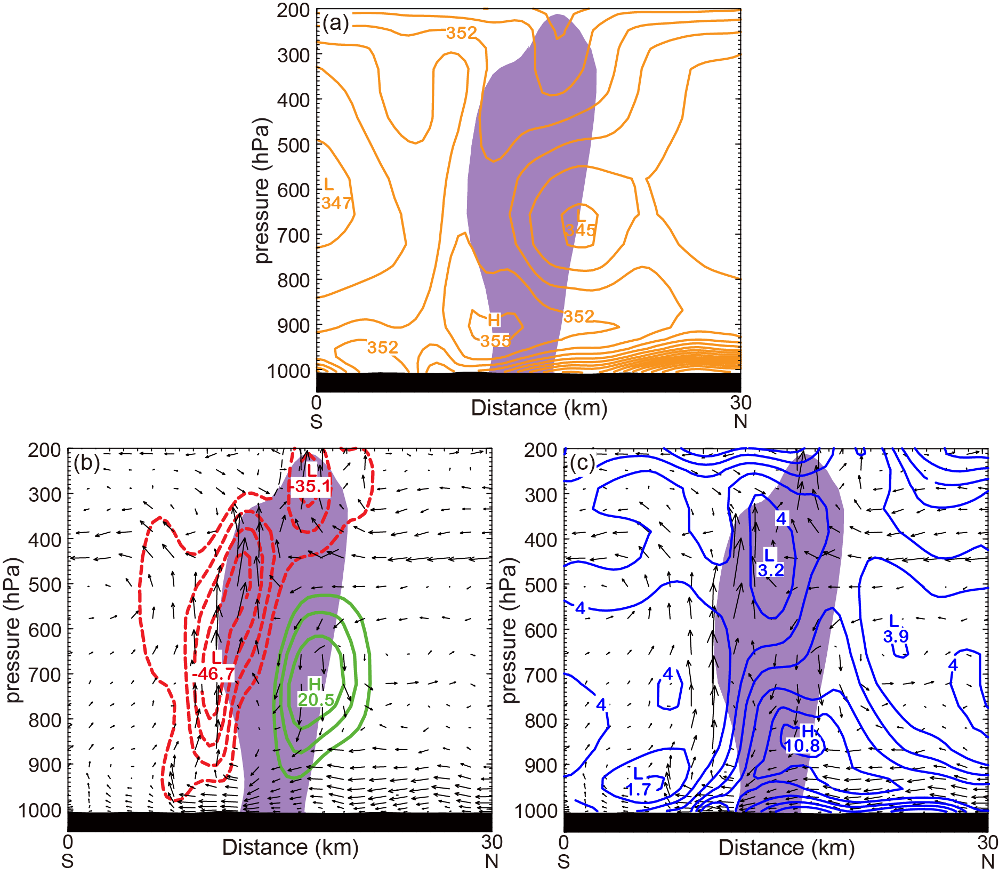 (a)
pressure (hPa)
200
300
400
500
600
700
800
900
1000
352
L
347
L
345
H
355
352
352
0
30
Distance (km)
S
N
(b)
pressure (hPa)
200
300
400
500
600
700
800
900
1000
L
-35.1
L
-46.7
H
20.5
0
30
Distance (km)
S
N
(c)
pressure (hPa)
200
300
400
500
600
700
800
900
1000
4
L
3.2
4
L
3.9
4
4
4
H
10.8
L
1.7
0
30
Distance (km)
S
N